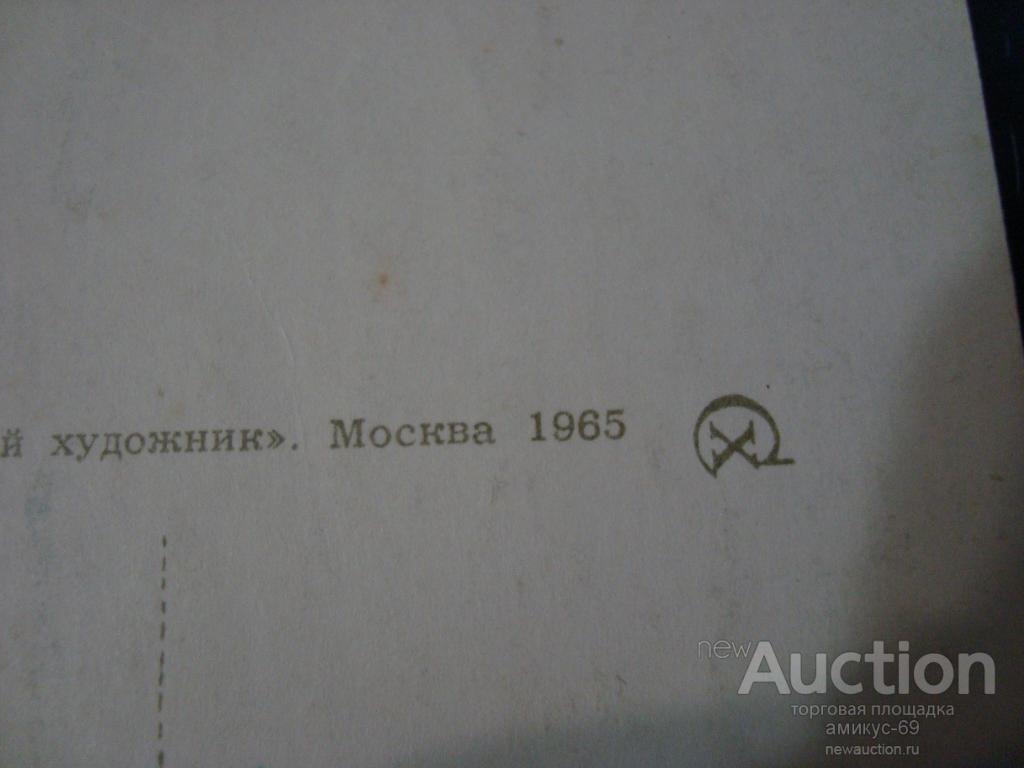 й художник». Москва 1965
newAuction
торговая площадка
амикус-69
newauction.ru